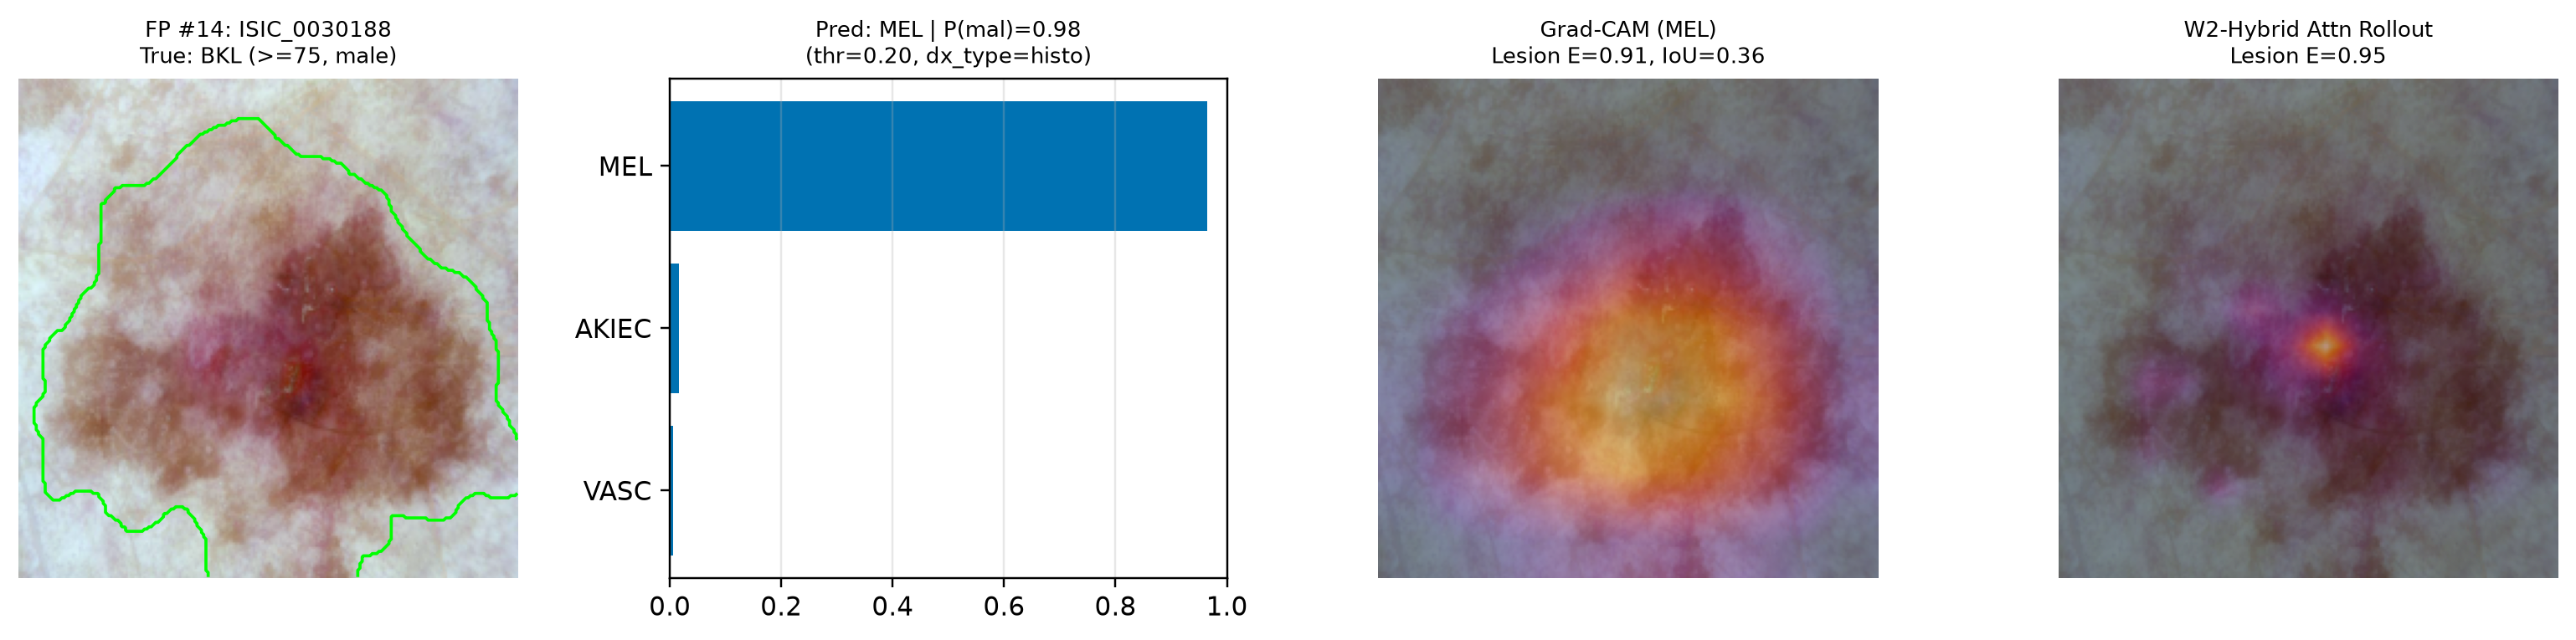 FP #14: ISIC_0030188
True: BKL (>=75, male)
Pred: MEL | P(mal)=0.98
(thr=0.20, dx_type=histo)
MEL
AKIEC
VASC
0.0 0.2 0.4 0.6 0.8 1.0
Grad-CAM (MEL)
Lesion E=0.91, IoU=0.36
W2-Hybrid Attn Rollout
Lesion E=0.95